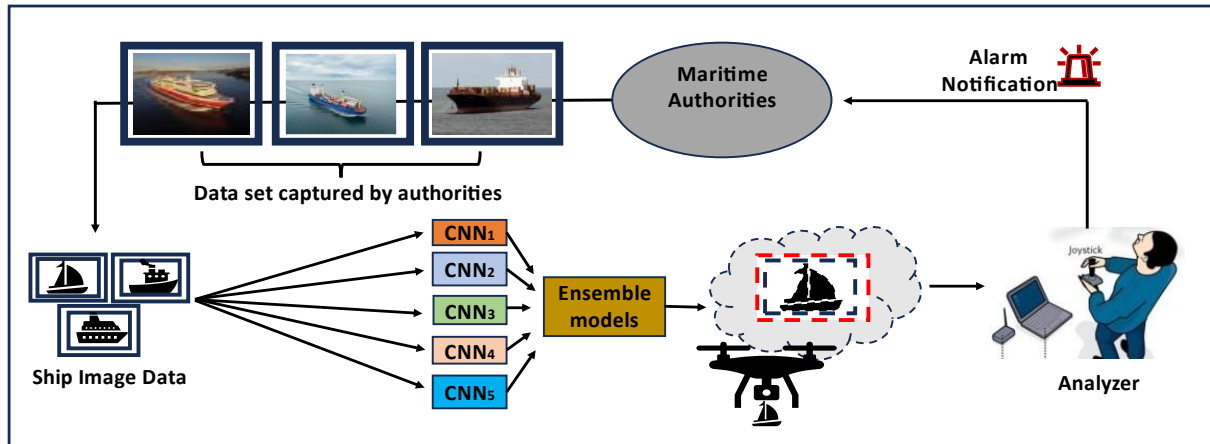 Maritime
Authorities
Alarm
Notification
Data set captured by authorities
CNN₁
CNN₂
CNN₃
CNN₄
CNN₅
Ensemble
models
Joystick
Ship Image Data
Analyzer